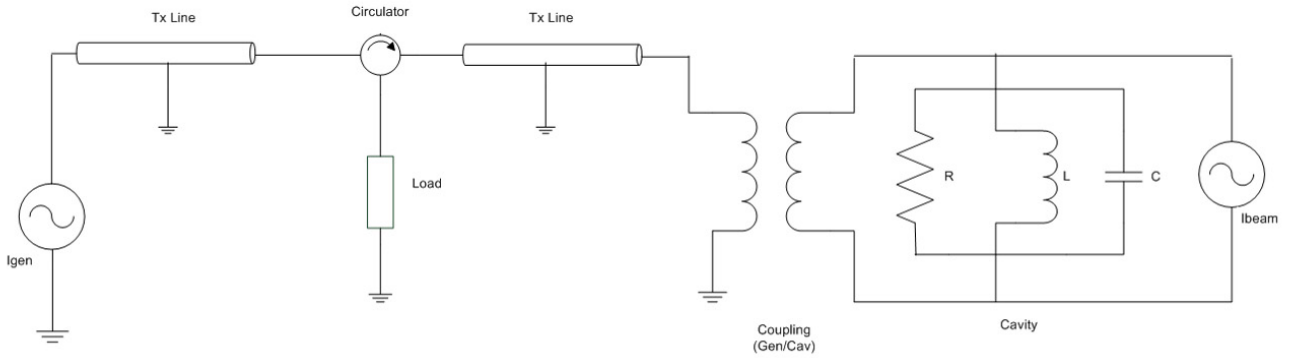 Circulator
Tx Line
Tx Line
R
L
C
Load
Ibeam
Igen
Cavity
Coupling
(Gen/Cav)